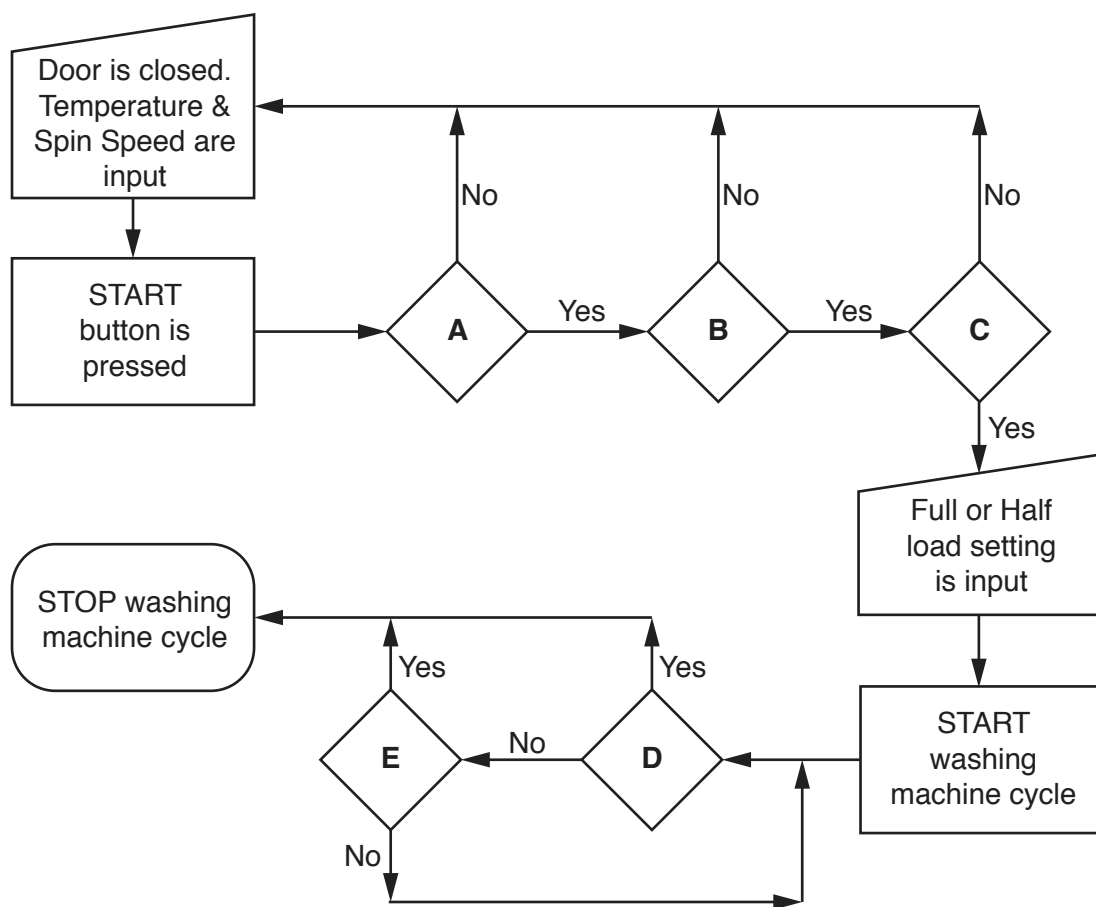 Door is closed.
Temperature &
Spin Speed are
input
No
No
No
START
button is
pressed
A
Yes
B
Yes
C
Yes
Full or Half
load setting
is input
STOP washing
machine cycle
Yes
Yes
E
No
D
START
washing
machine cycle
No